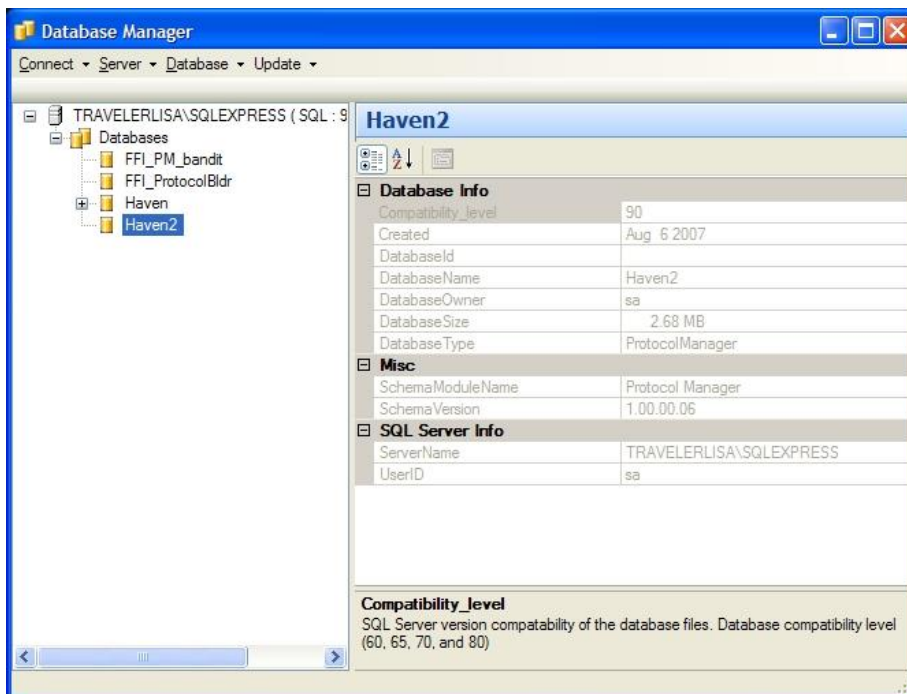 Database Manager
Connect Server Database Update
TRAVELERLISA\SQLEXPRESS ( SQL : 9
Databases
FFI_PM_bandit
FFI_ProtocolBldr
Haven
Haven2
Haven2
Database Info
Compatibility_level 90
Created Aug 6 2007
DatabaseId
DatabaseName Haven2
DatabaseOwner sa
DatabaseSize 2.68 MB
DatabaseType ProtocolManager
Misc
SchemaModuleName Protocol Manager
SchemaVersion 1.00.00.06
SQL Server Info
ServerName TRAVELERLISA\SQLEXPRESS
UserID sa
Compatibility_level
SQL Server version compatability of the database files. Database compatibility level
(60, 65, 70, and 80)